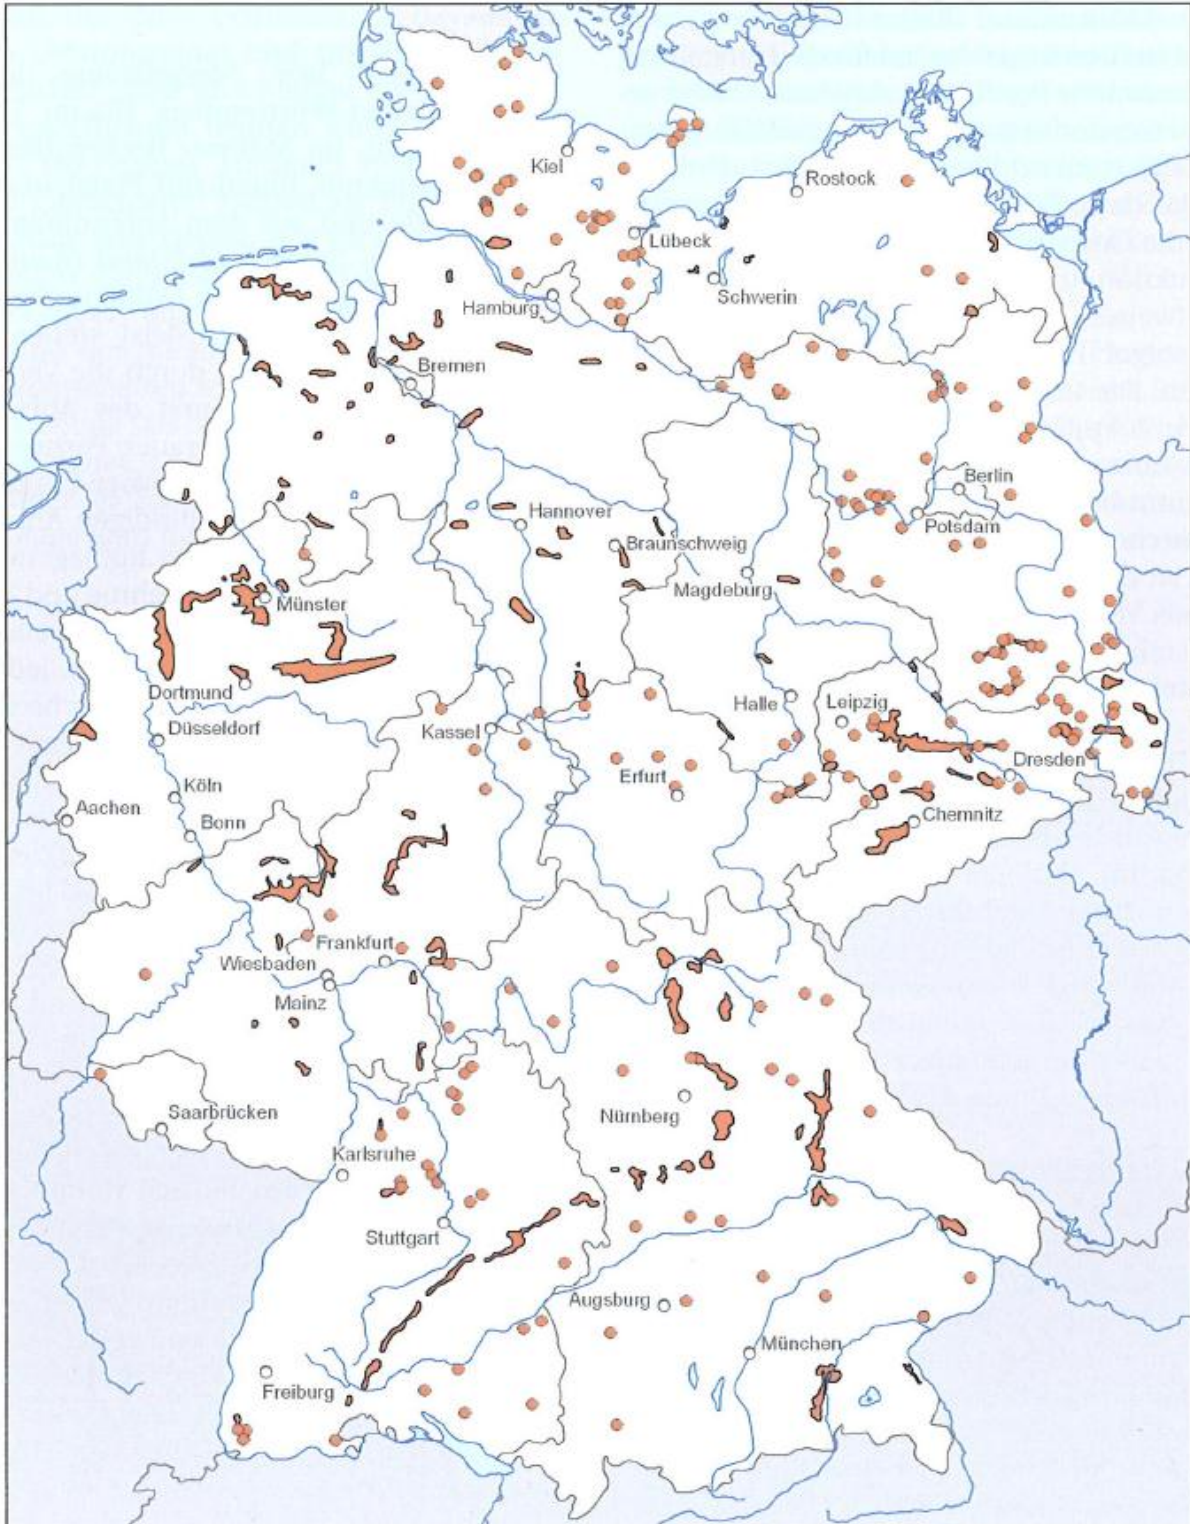 Kiel
Rostock
Lübeck
Schwerin
Hamburg
Bremen
Berlin
Hannover
Potsdam
Braunschweig
Magdeburg
Münster
Dortmund
Halle
Leipzig
Düsseldorf
Kassel
Dresden
Erfurt
Köln
Aachen
Chemnitz
Bonn
Frankfurt
Wiesbaden
Mainz
Nürnberg
Saarbrücken
Karlsruhe
Stuttgart
Augsburg
München
Freiburg